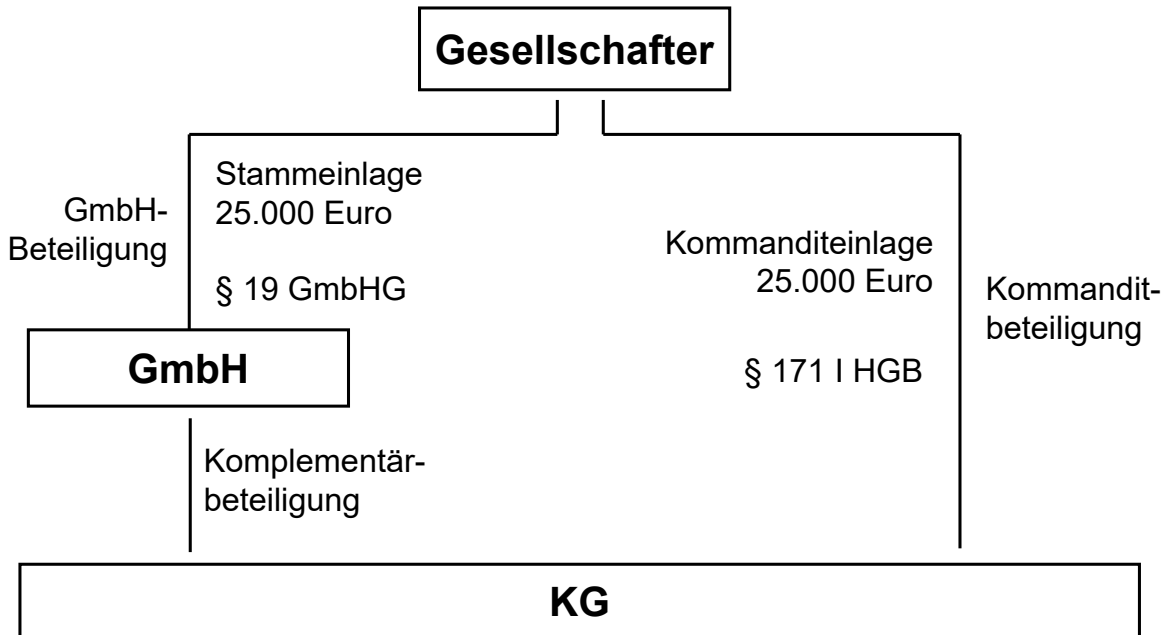 Gesellschafter
Stammeinlage
25.000 Euro
§ 19 GmbHG
GmbH-
Beteiligung
Kommanditeinlage
25.000 Euro
§ 171 I HGB
Kommandit-
beteiligung
GmbH
Komplementär-
beteiligung
KG